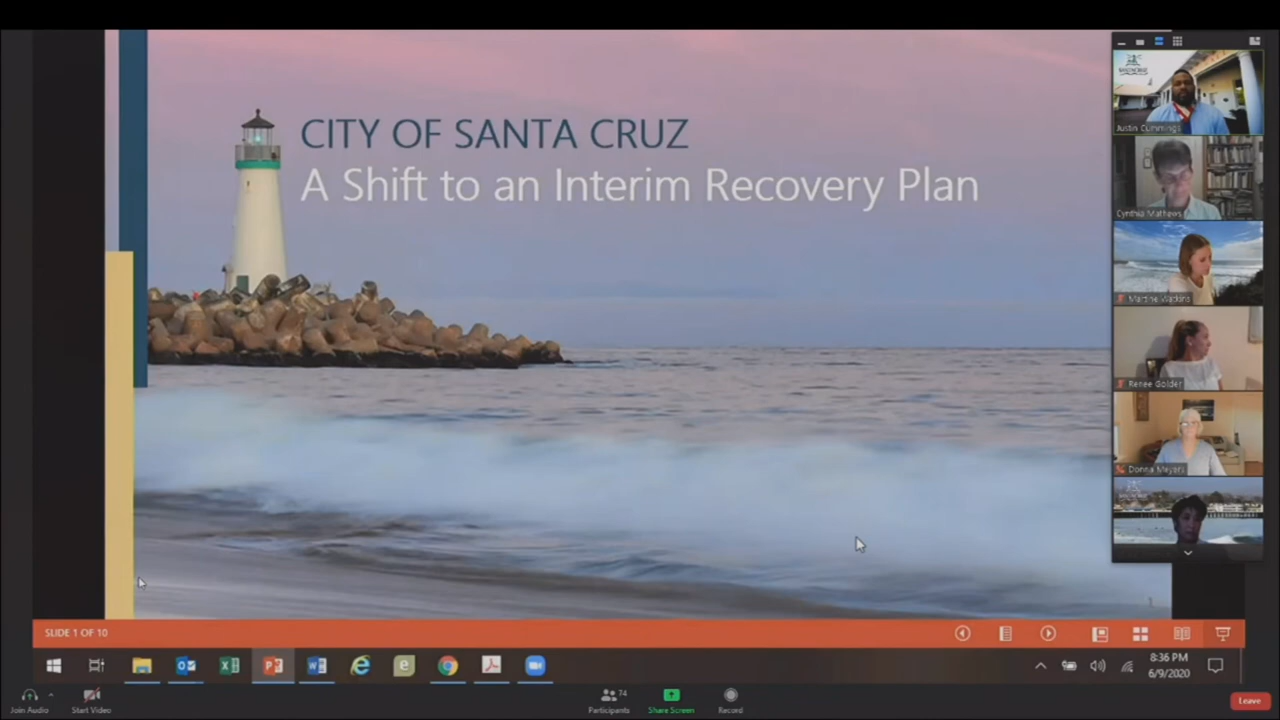 CITY OF SANTA CRUZ
A Shift to an Interim Recovery Plan
Justin Cummings
Cynthia Mathews
Martine Watkins
Renee Golder
Donna Meyers
SLIDE 1 OF 10
8:36 PM
6/9/2020
Join Audio
Start Video
74
Participants
Share Screen
Record
Leave